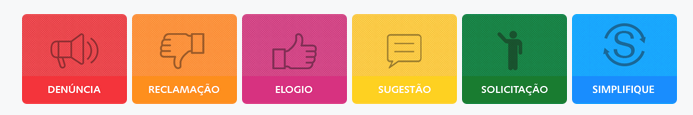 DENÚNCIA
RECLAMAÇÃO
ELOGIO
SUGESTÃO
SOLICITAÇÃO
S
SIMPLIFIQUE